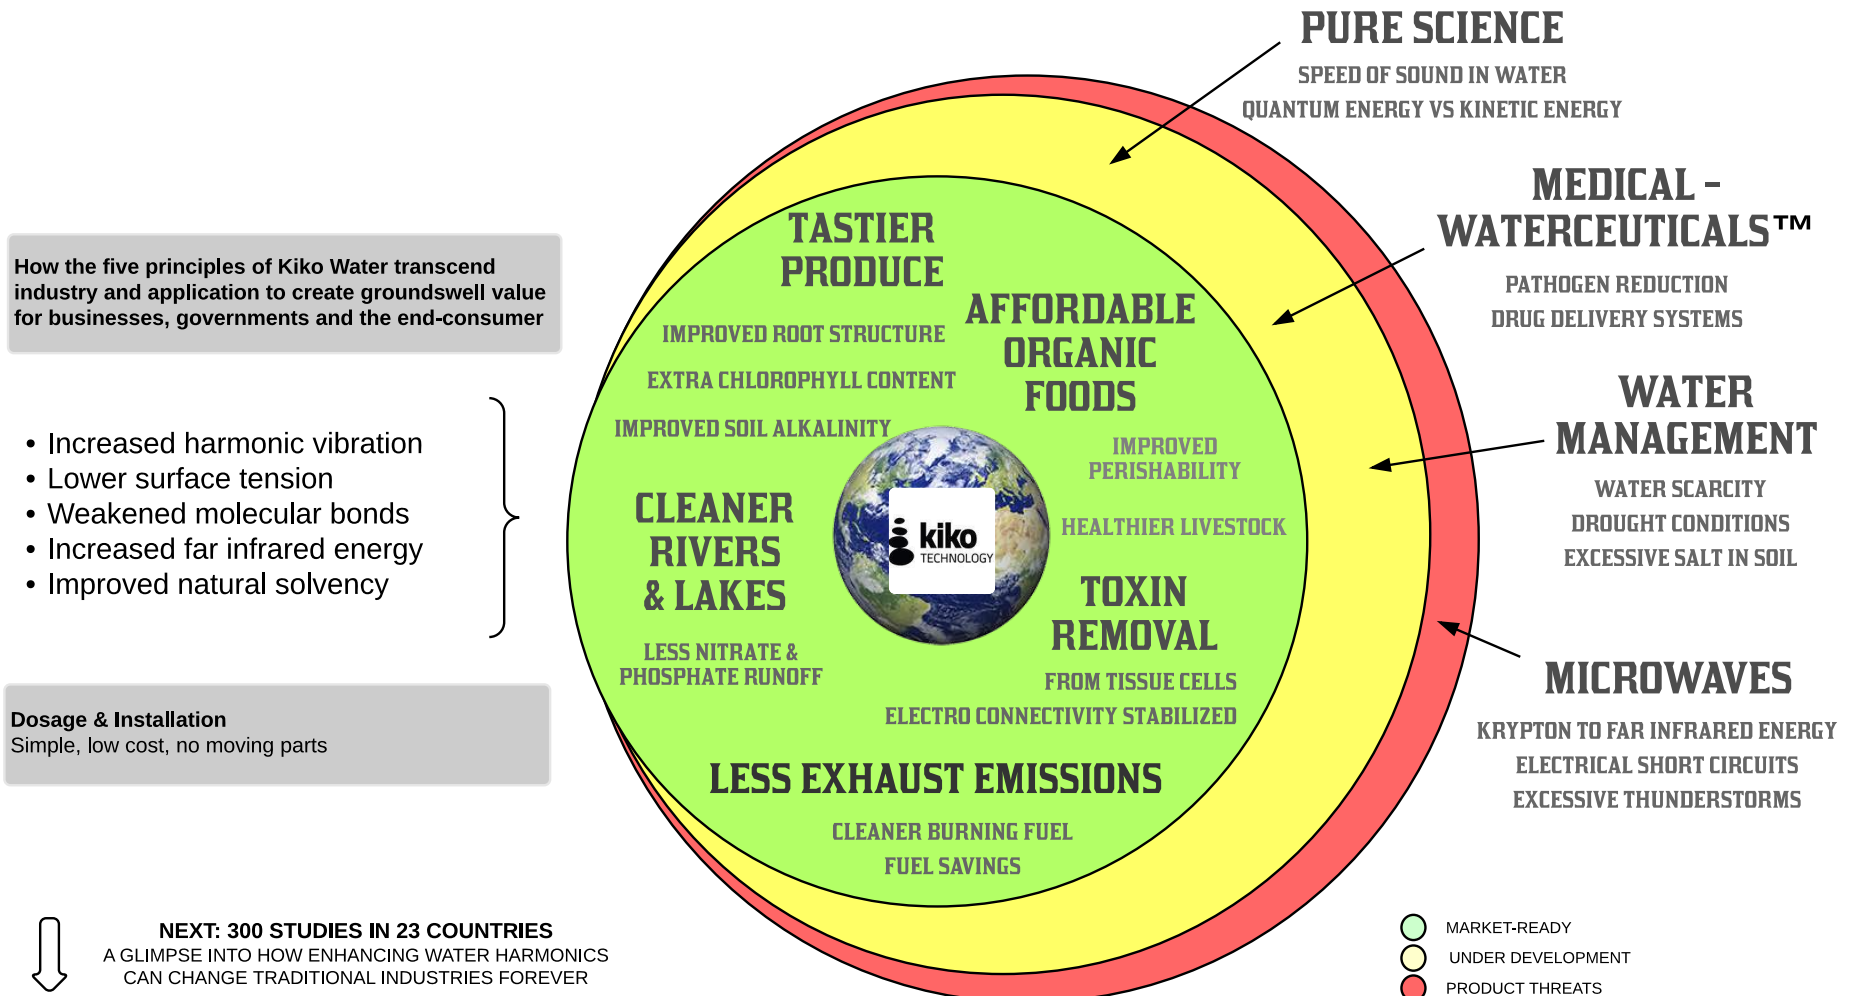 PURE SCIENCE
SPEED OF SOUND IN WATER
QUANTUM ENERGY VS KINETIC ENERGY
MEDICAL -
WATERCEUTICALS™
PATHOGEN REDUCTION
DRUG DELIVERY SYSTEMS
WATER
MANAGEMENT
WATER SCARCITY
DROUGHT CONDITIONS
EXCESSIVE SALT IN SOIL
MICROWAVES
KRYPTON TO FAR INFRARED ENERGY
ELECTRICAL SHORT CIRCUITS
EXCESSIVE THUNDERSTORMS
How the five principles of Kiko Water transcend
industry and application to create groundswell value
for businesses, governments and the end-consumer
• Increased harmonic vibration
• Lower surface tension
• Weakened molecular bonds
• Increased far infrared energy
• Improved natural solvency
Dosage & Installation
Simple, low cost, no moving parts
TASTIER
PRODUCE
IMPROVED ROOT STRUCTURE
EXTRA CHLOROPHYLL CONTENT
IMPROVED SOIL ALKALINITY
AFFORDABLE
ORGANIC
FOODS
IMPROVED
PERISHABILITY
HEALTHIER LIVESTOCK
CLEANER
RIVERS
& LAKES
LESS NITRATE &
PHOSPHATE RUNOFF
kiko
TECHNOLOGY
TOXIN
REMOVAL
FROM TISSUE CELLS
ELECTRO CONNECTIVITY STABILIZED
LESS EXHAUST EMISSIONS
CLEANER BURNING FUEL
FUEL SAVINGS
NEXT: 300 STUDIES IN 23 COUNTRIES
A GLIMPSE INTO HOW ENHANCING WATER HARMONICS
CAN CHANGE TRADITIONAL INDUSTRIES FOREVER
MARKET-READY
UNDER DEVELOPMENT
PRODUCT THREATS